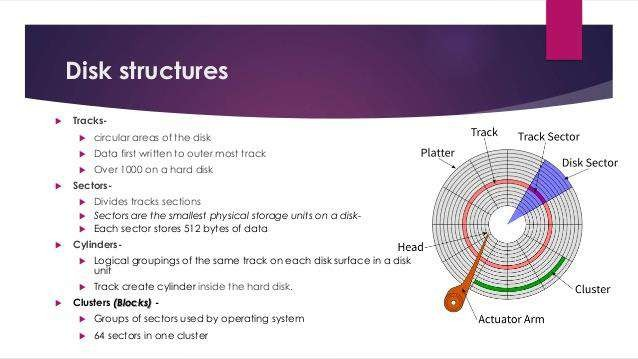 Disk structures
Tracks-
circular areas of the disk
Data first written to outer most track
Over 1000 on a hard disk
Sectors-
Divides tracks sections
Sectors are the smallest physical storage units on a disk-
Each sector stores 512 bytes of data
Cylinders-
Logical groupings of the same track on each disk surface in a disk
unit
Track create cylinder inside the hard disk.
Clusters (Blocks) -
Groups of sectors used by operating system
64 sectors in one cluster
Track
Track Sector
Platter
Disk Sector
Head
Cluster
Actuator Arm